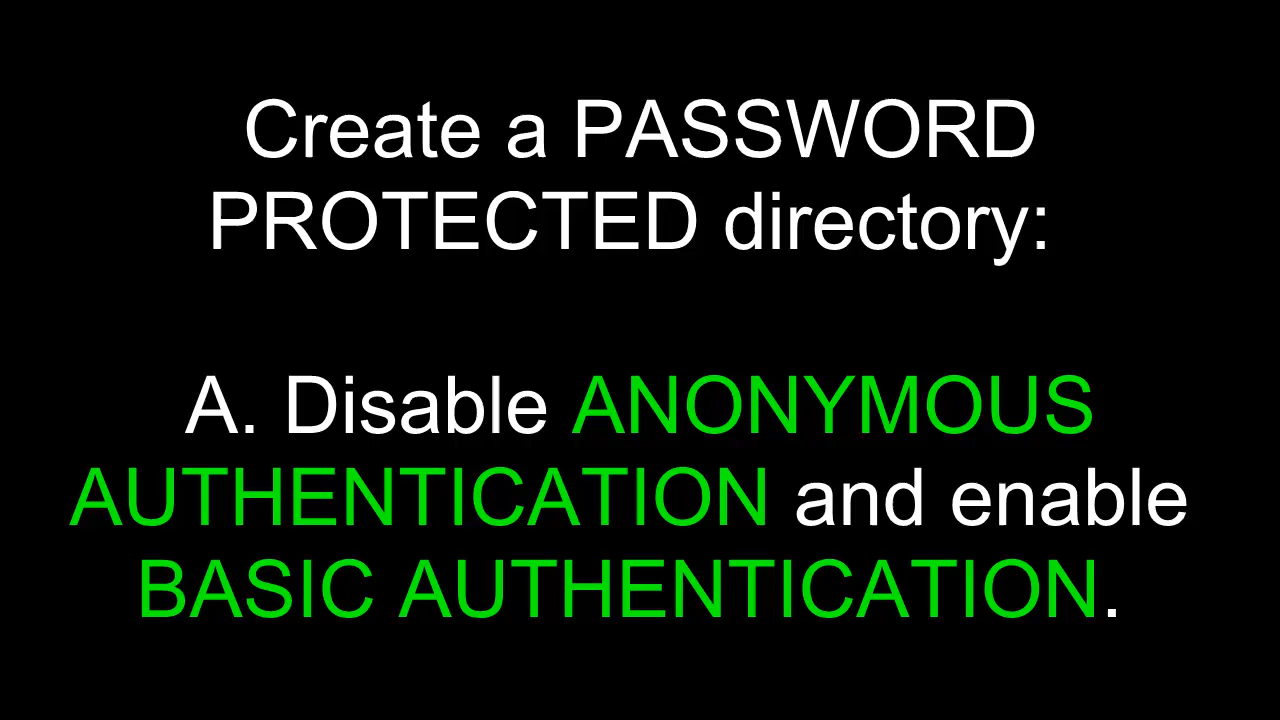 Create a PASSWORD
PROTECTED directory:
A. Disable ANONYMOUS
AUTHENTICATION and enable
BASIC AUTHENTICATION.